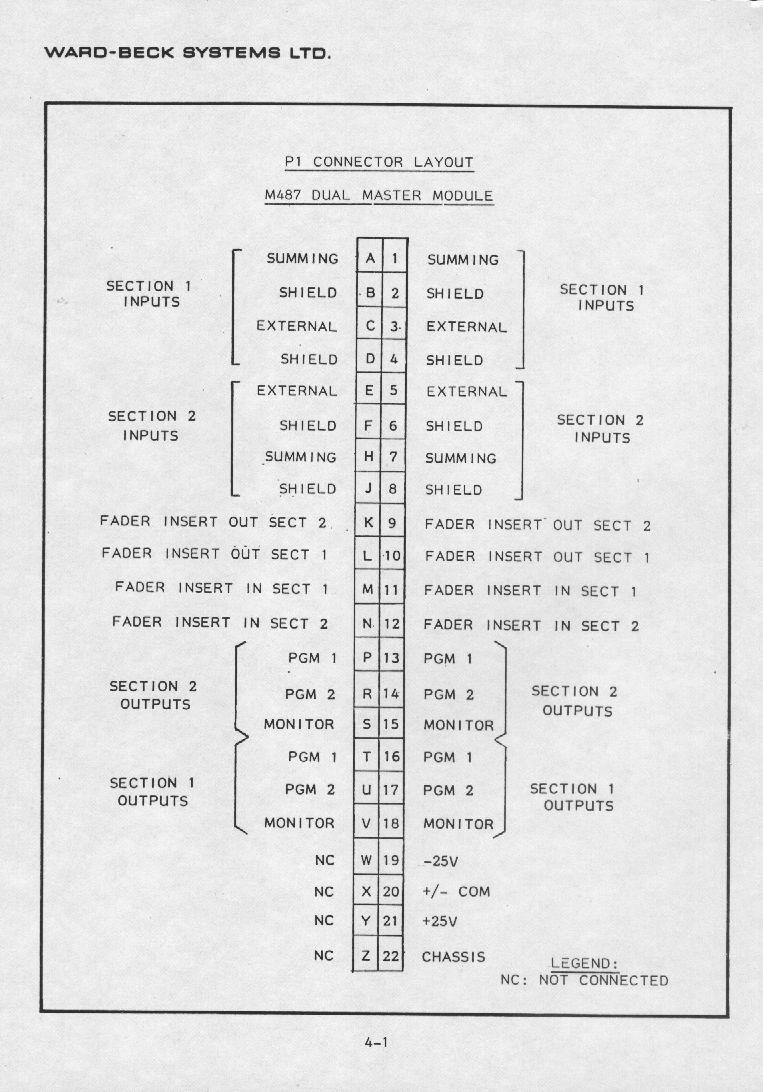 WARD-BECK SYSTEMS LTD.
P1 CONNECTOR LAYOUT
M487 DUAL MASTER MODULE
SUMMING A 1 SUMMING
SECTION 1 INPUTS SHIELD B 2 SHIELD SECTION 1 INPUTS
EXTERNAL C 3 EXTERNAL
SHIELD D 4 SHIELD
EXTERNAL E 5 EXTERNAL
SECTION 2 INPUTS SHIELD F 6 SHIELD SECTION 2 INPUTS
SUMMING H 7 SUMMING
SHIELD J 8 SHIELD
FADER INSERT OUT SECT 2 K 9 FADER INSERT OUT SECT 2
FADER INSERT OUT SECT 1 L 10 FADER INSERT OUT SECT 1
FADER INSERT IN SECT 1 M 11 FADER INSERT IN SECT 1
FADER INSERT IN SECT 2 N 12 FADER INSERT IN SECT 2
PGM 1 P 13 PGM 1
SECTION 2 OUTPUTS PGM 2 R 14 PGM 2 SECTION 2 OUTPUTS
MONITOR S 15 MONITOR
PGM 1 T 16 PGM 1
SECTION 1 OUTPUTS PGM 2 U 17 PGM 2 SECTION 1 OUTPUTS
MONITOR V 18 MONITOR
NC W 19 -25V
NC X 20 +/- COM
NC Y 21 +25V
NC Z 22 CHASSIS
LEGEND:
NC: NOT CONNECTED
4-1